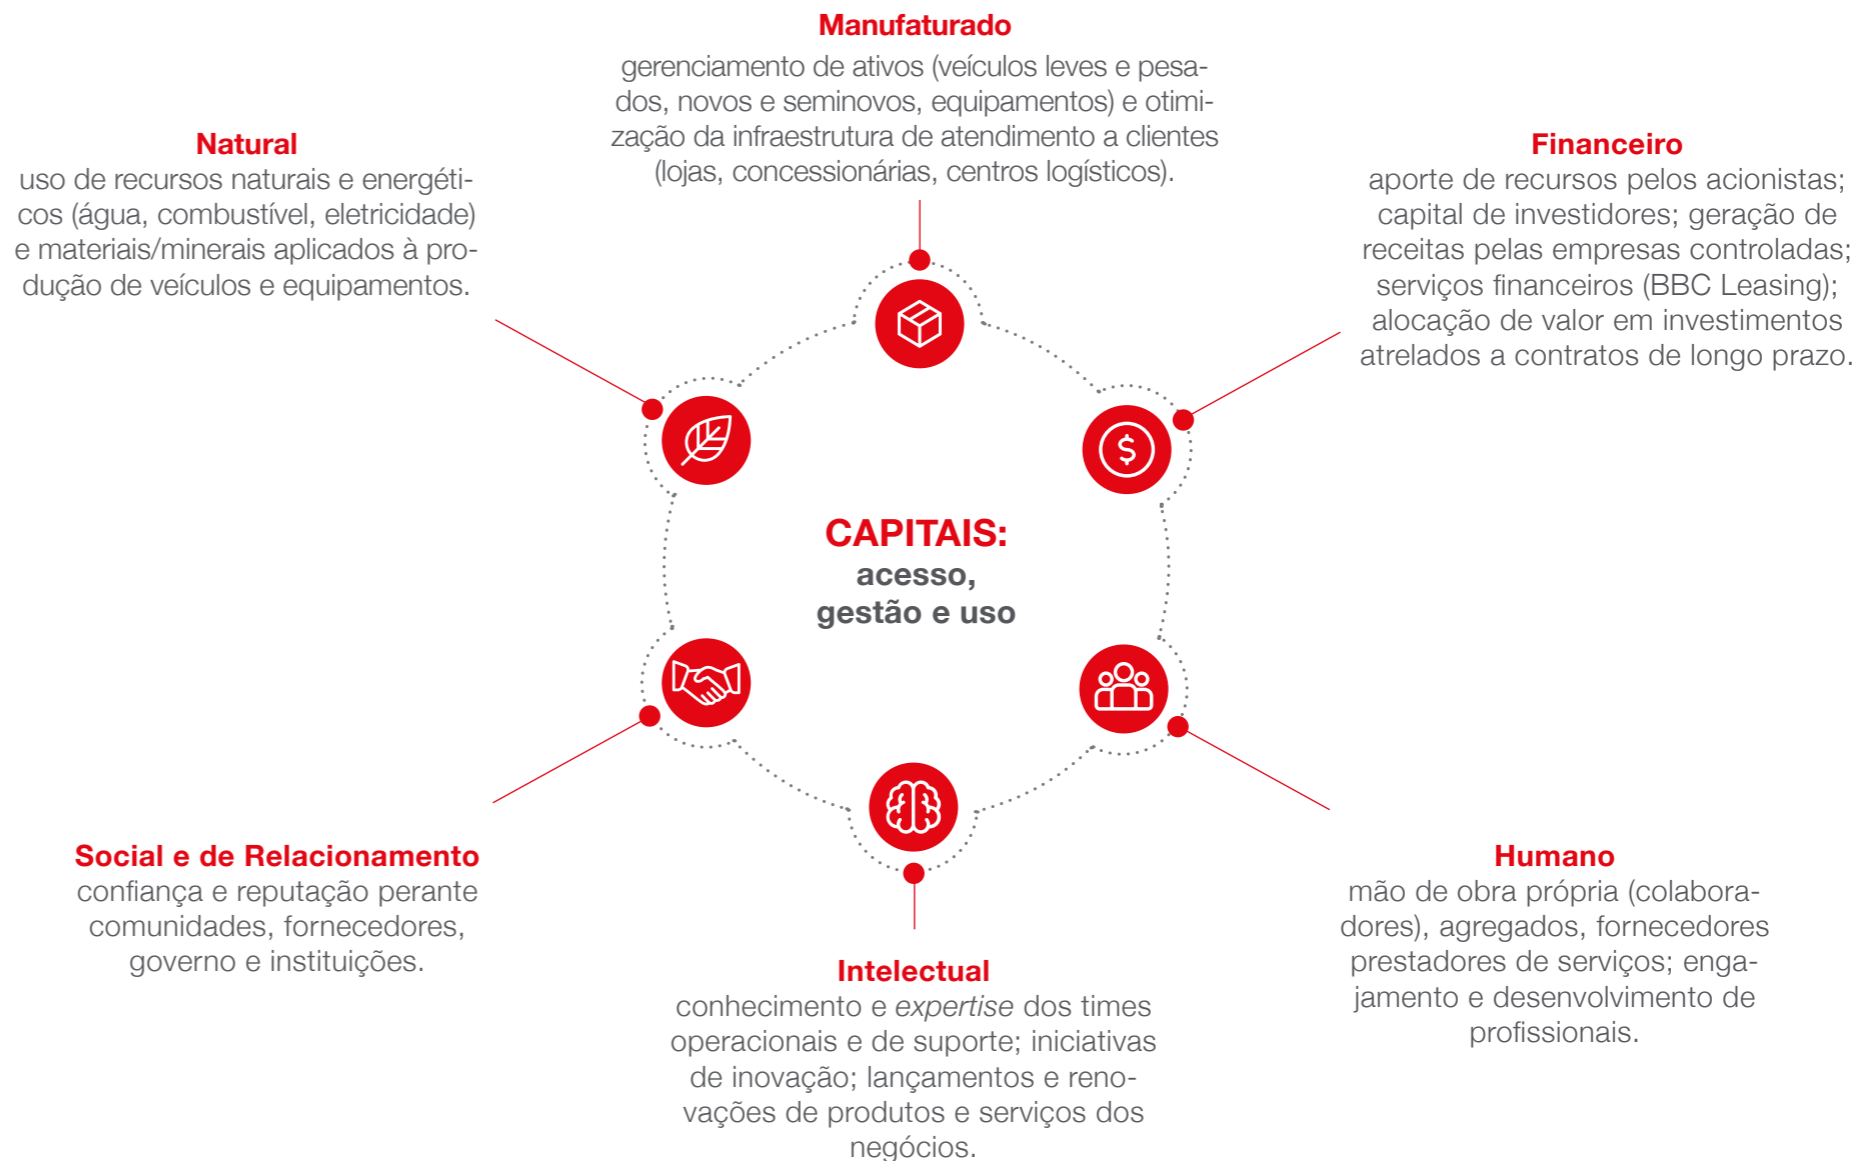 Manufaturado
gerenciamento de ativos (veículos leves e pesa-
dos, novos e seminovos, equipamentos) e otimi-
zação da infraestrutura de atendimento a clientes
(lojas, concessionárias, centros logísticos).
Natural
uso de recursos naturais e energéti-
cos (água, combustível, eletricidade)
e materiais/minerais aplicados à pro-
dução de veículos e equipamentos.
Financeiro
aporte de recursos pelos acionistas;
capital de investidores; geração de
receitas pelas empresas controladas;
serviços financeiros (BBC Leasing);
alocação de valor em investimentos
atrelados a contratos de longo prazo.
$
CAPITAIS:
acesso,
gestão e uso
Social e de Relacionamento
confiança e reputação perante
comunidades, fornecedores,
governo e instituições.
Humano
mão de obra própria (colabora-
dores), agregados, fornecedores
prestadores de serviços; enga-
jamento e desenvolvimento de
profissionais.
Intelectual
conhecimento e expertise dos times
operacionais e de suporte; iniciativas
de inovação; lançamentos e reno-
vações de produtos e serviços dos
negócios.